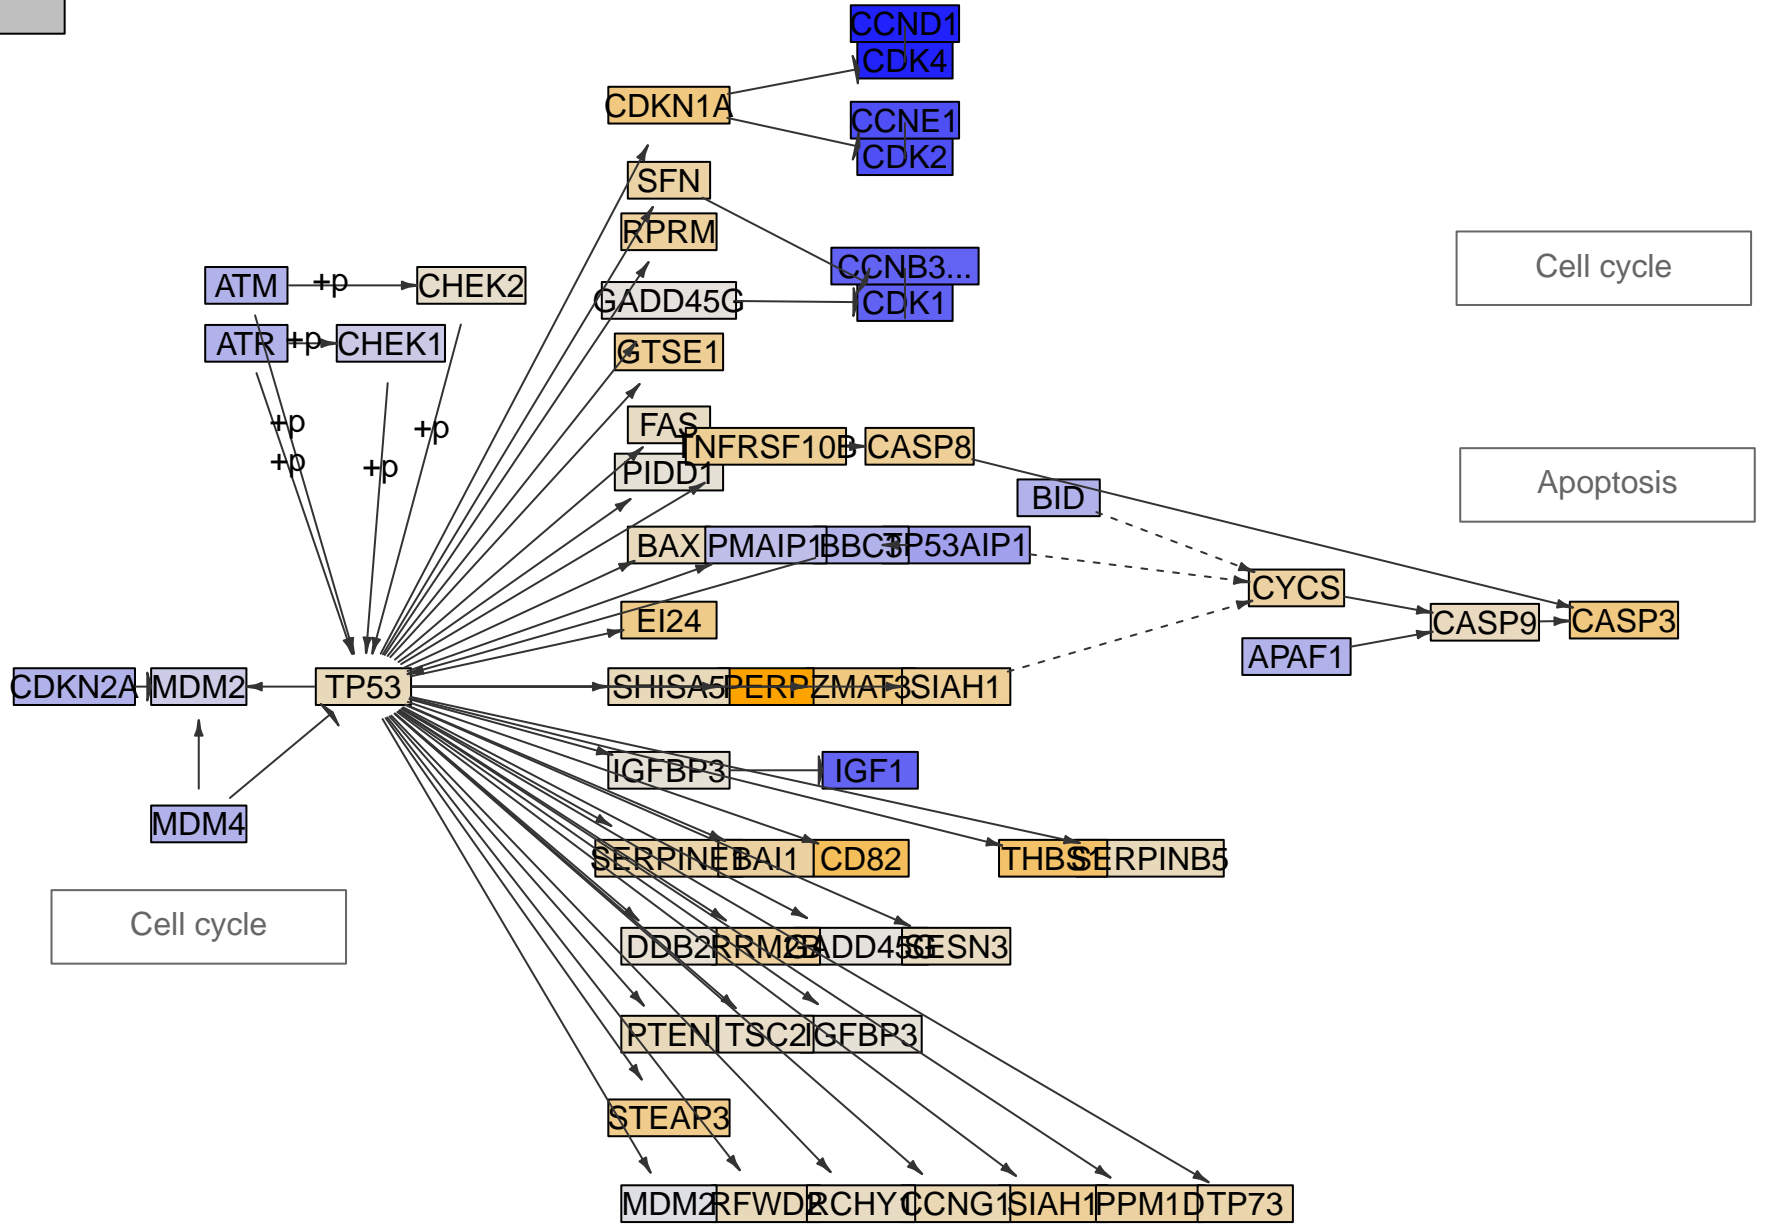 CCND1
CDK4
CDKN1A
CCNE1
CDK2
SFN
RPRM
Cell cycle
CCNB3...
ATM
+p
CHEK2
GADD45G
CDK1
ATR
+p
CHEK1
GTSE1
+p
+p
FAS
TNFRSF10B
CASP8
+p
+p
PIDD1
Apoptosis
BID
BAX
PMAIP1
BBC3
TP53AIP1
CYCS
EI24
CASP9
CASP3
APAF1
CDKN2A
MDM2
TP53
SHISA5
PERP
ZMAT3
SIAH1
IGFBP3
IGF1
MDM4
SERPINE1
BAI1
CD82
THBS1
SERPINB5
Cell cycle
DDB2
RRM2B
GADD45G
SESN3
PTEN
TSC2
IGFBP3
STEAP3
MDM2
RFWD2
RCHY1
CCNG1
SIAH1
PPM1D
TP73